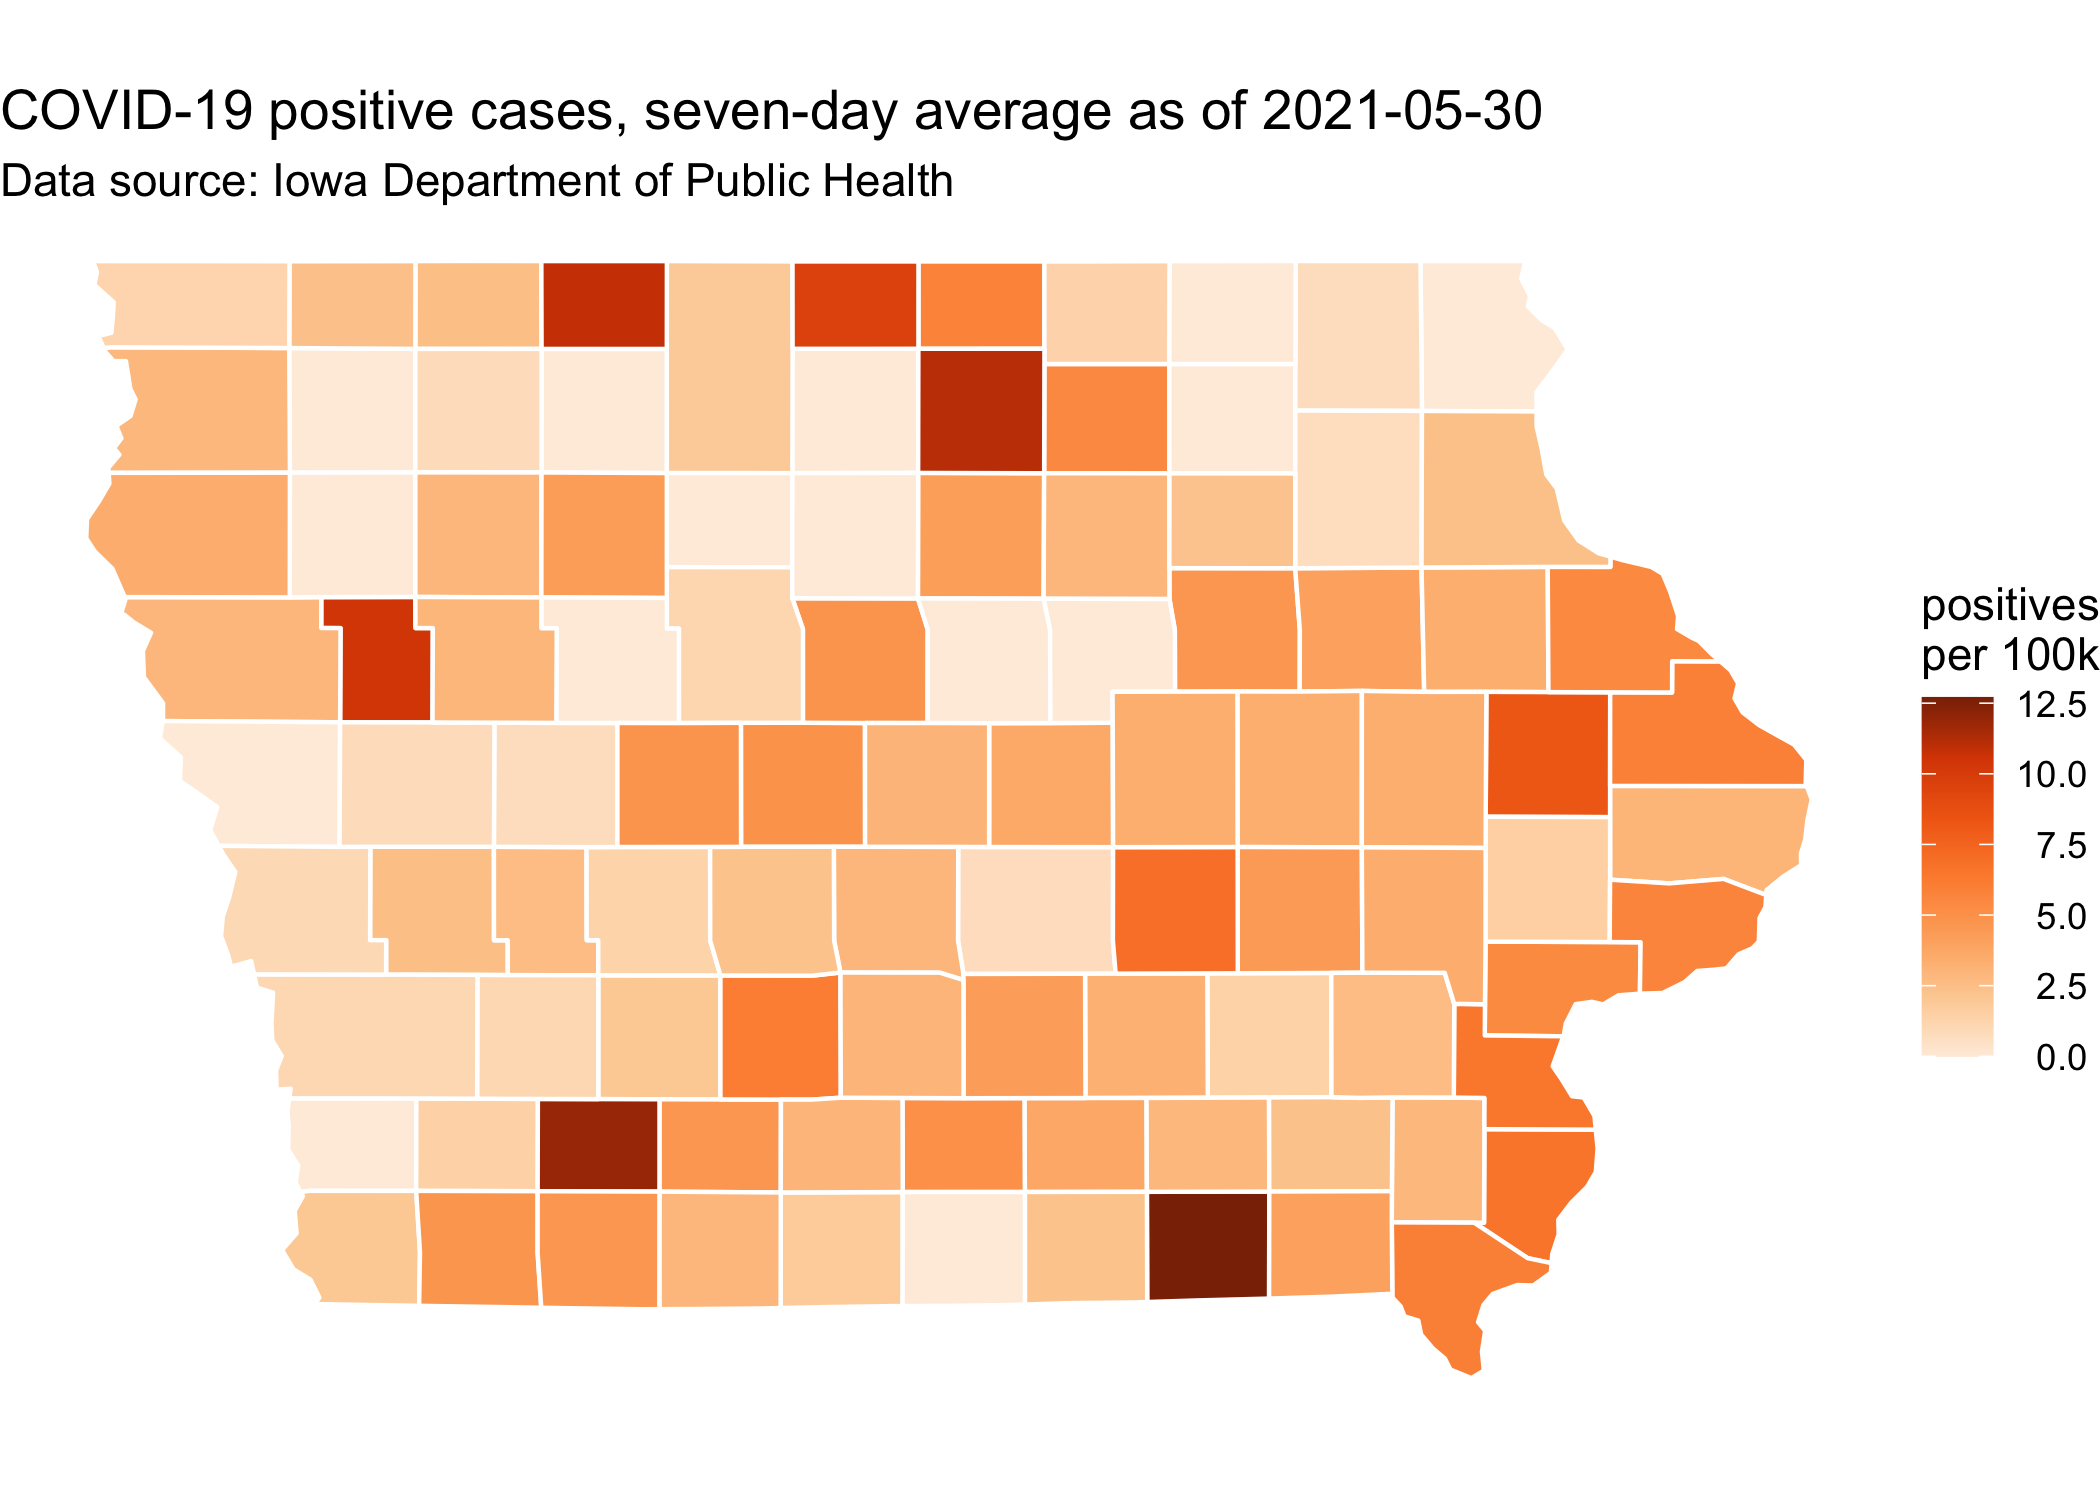 COVID-19 positive cases, seven-day average as of 2021-05-30
Data source: Iowa Department of Public Health
positives
per 100k
12.5
10.0
7.5
5.0
2.5
0.0